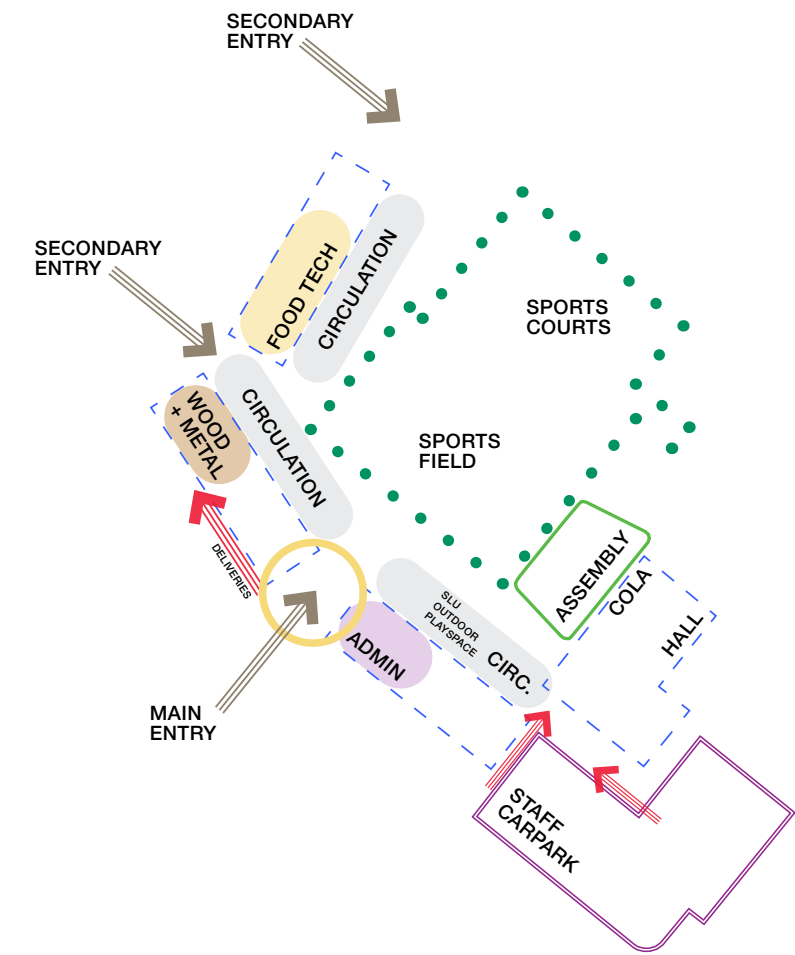 SECONDARY
ENTRY
SECONDARY
ENTRY
FOOD TECH
CIRCULATION
SPORTS
COURTS
WOOD
+ METAL
CIRCULATION
SPORTS
FIELD
DELIVERIES
ASSEMBLY
COLA
HALL
SLU
OUTDOOR
PLAYSPACE
CIRC.
ADMIN
MAIN
ENTRY
STAFF
CARPARK